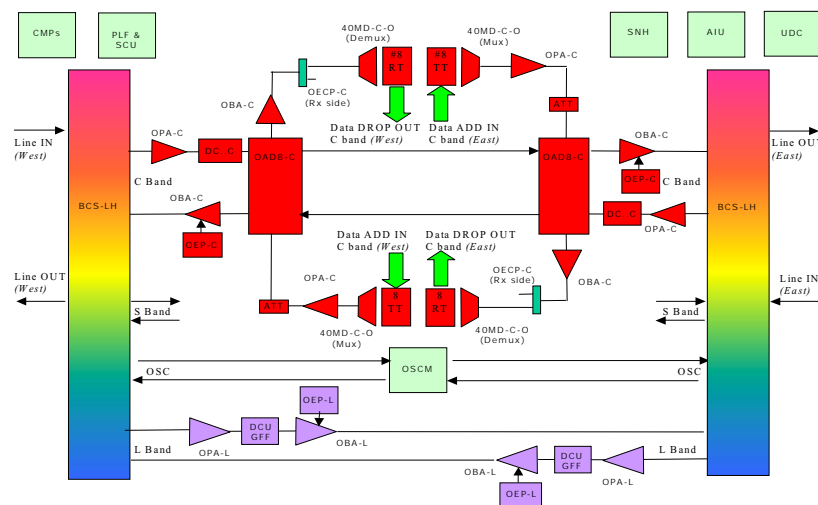 CMPs
PLF &
SCU
40MD-C-O
(Demux)
40MD-C-O
(Mux)
SNH
AIU
UDC
#8
RT
#8
TT
OPA-C
OECP-C
(Rx side)
OBA-C
ATT
Line IN
(West)
OPA-C
DC..C
OADB-C
Data DROP OUT
C band (West)
Data ADD IN
C band (East)
OADB-C
OBA-C
OEP-C
Line OUT
(East)
C Band
C Band
BCS-LH
OBA-C
OEP-C
DC..C
OPA-C
BCS-LH
Data ADD IN
C band (West)
Data DROP OUT
C band (East)
Line OUT
(West)
OPA-C
OECP-C
(Rx side)
OBA-C
Line IN
(East)
S Band
ATT
8
TT
8
RT
S Band
40MD-C-O
(Mux)
40MD-C-O
(Demux)
OSC
OSCM
OSC
OEP-L
DCU
GFF
OPA-L
OBA-L
L Band
OBA-L
DCU
GFF
L Band
OPA-L
OEP-L